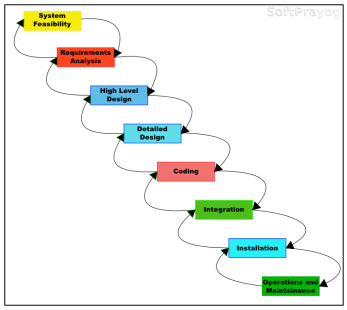 SoftPrayog
System
Feasibility
Requirements
Analysis
High Level
Design
Detailed
Design
Coding
Integration
Installation
Operations and
Maintainence